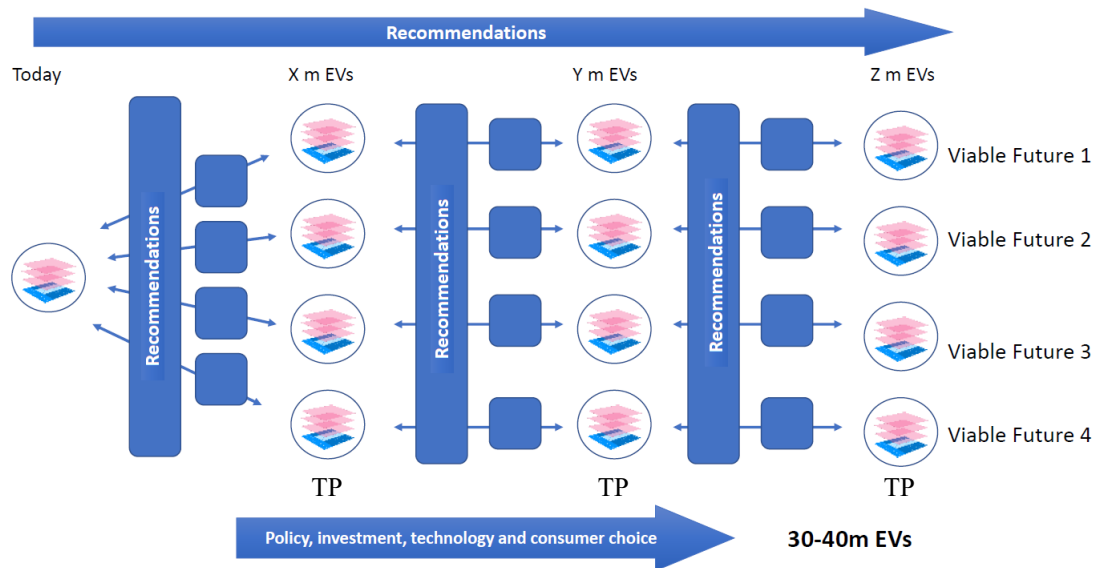 Recommendations
Today
X m EVs
Y m EVs
Z m EVs
Recommendations
Recommendations
Recommendations
Viable Future 1
Viable Future 2
Viable Future 3
Viable Future 4
TP
TP
TP
Policy, investment, technology and consumer choice
30-40m EVs